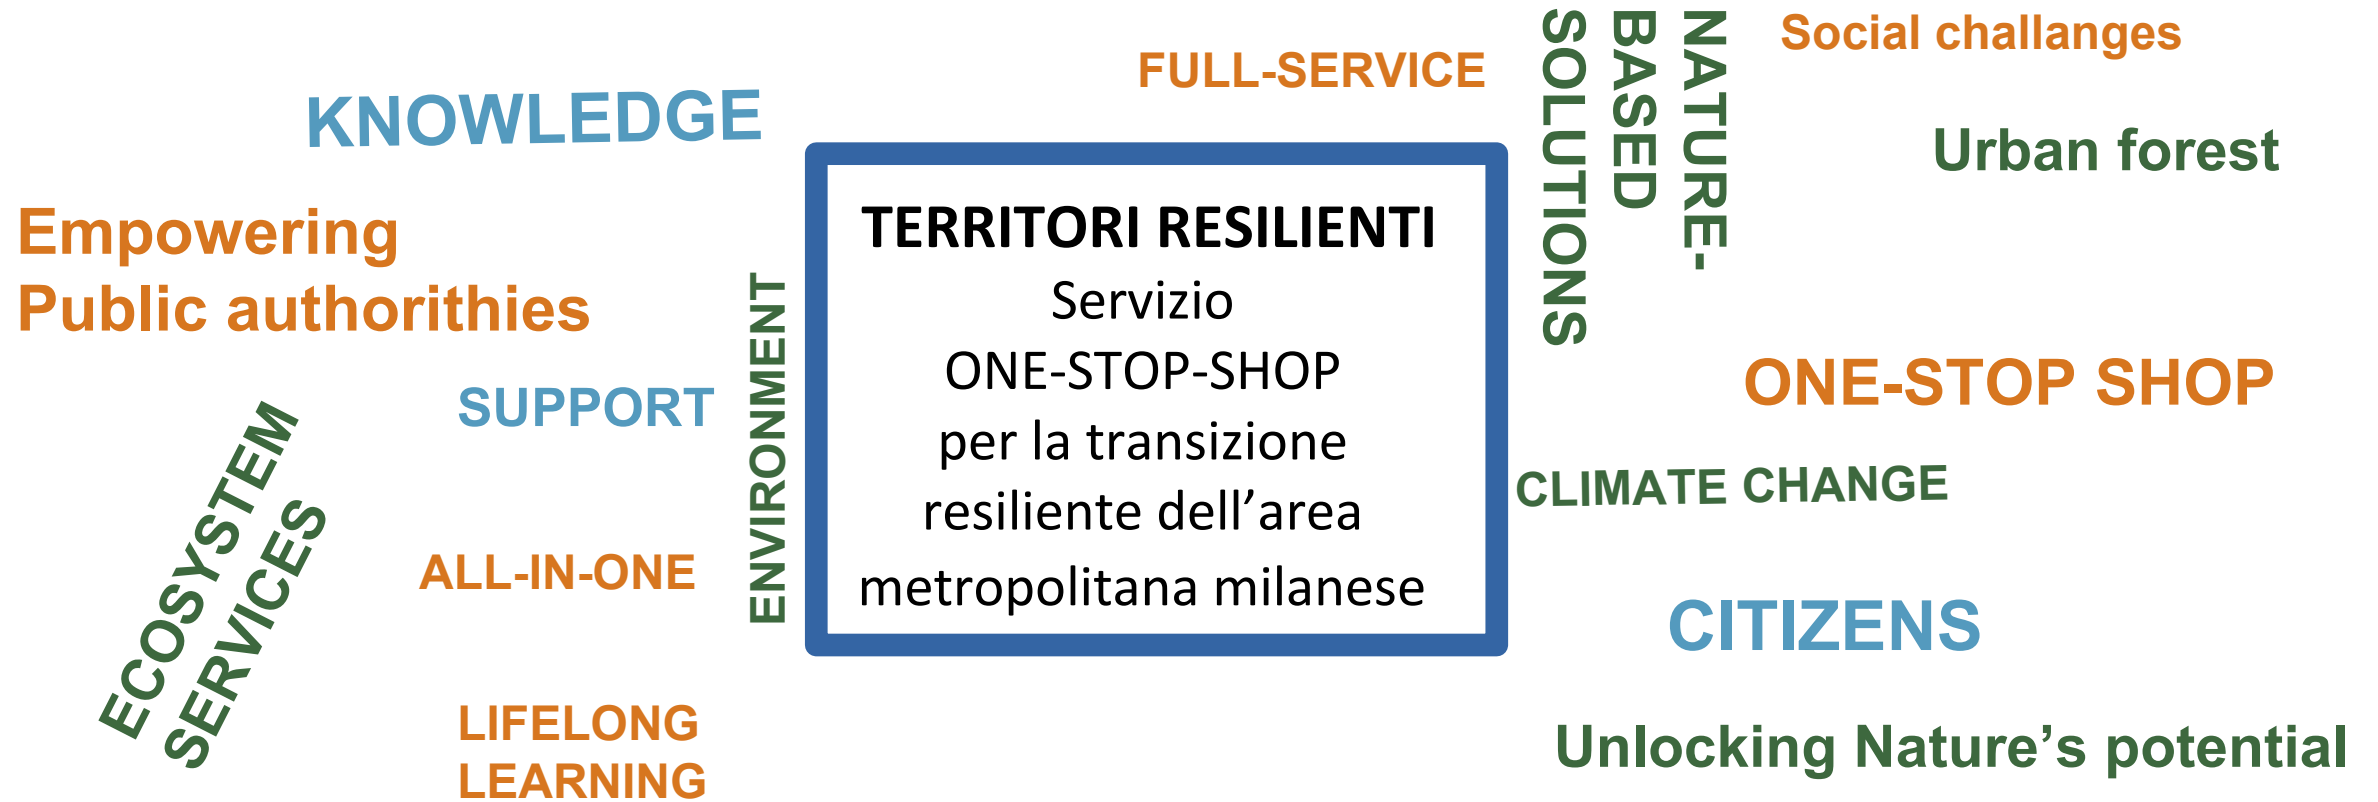 KNOWLEDGE
Empowering
Public authorithies
SUPPORT
ECOSYSTEM
SERVICES
ALL-IN-ONE
LIFELONG
LEARNING
ENVIRONMENT
FULL-SERVICE
TERRITORI RESILIENTI
Servizio
ONE-STOP-SHOP
per la transizione
resiliente dell’area
metropolitana milanese
NATURE-
BASED
SOLUTIONS
Social challanges
Urban forest
ONE-STOP SHOP
CLIMATE CHANGE
CITIZENS
Unlocking Nature’s potential